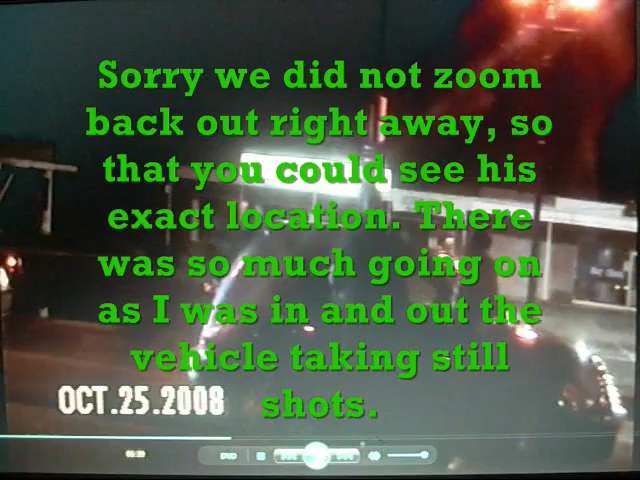 Sorry we did not zoom
back out right away, so
that you could see his
exact location. There
was so much going on
as I was in and out the
vehicle taking still
shots.
OCT.25.2008
DVD